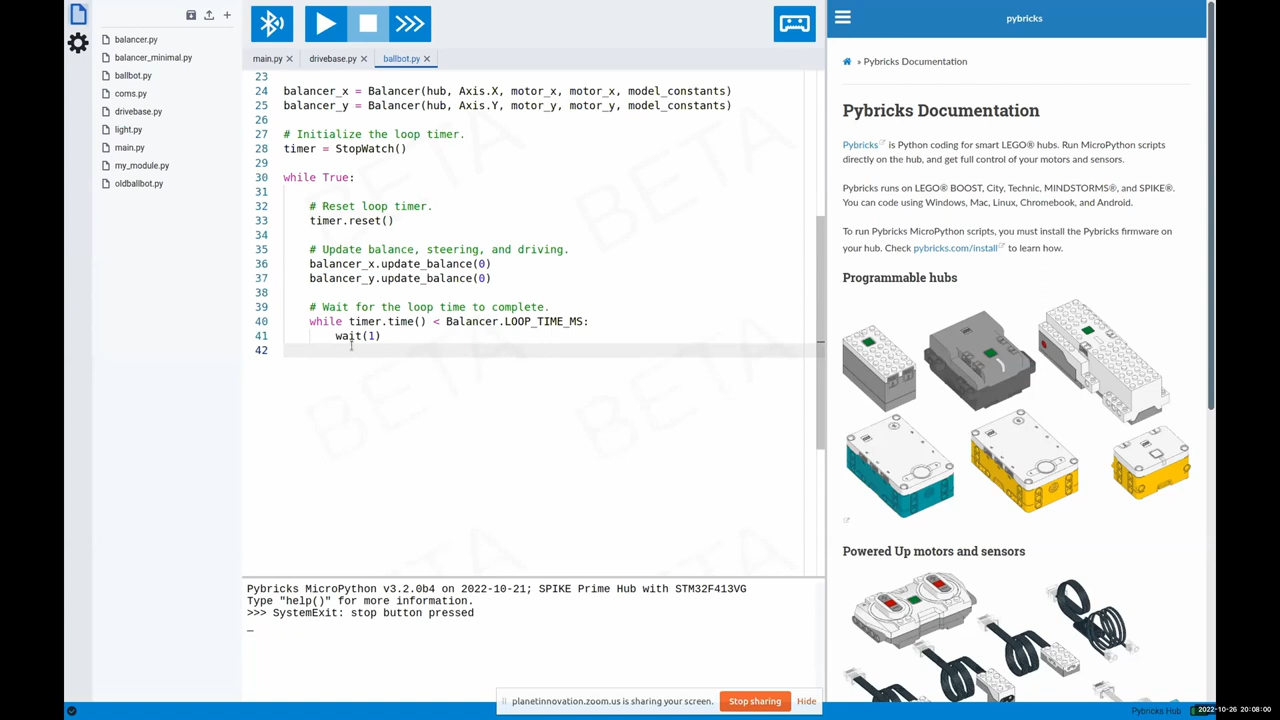 balancer.py
balancer_minimal.py
ballbot.py
coms.py
drivebase.py
light.py
main.py
my_module.py
oldballbot.py
main.py
drivebase.py
ballbot.py
23
24 balancer_x = Balancer(hub, Axis.X, motor_x, motor_x, model_constants)
25 balancer_y = Balancer(hub, Axis.Y, motor_y, motor_y, model_constants)
26
27 # Initialize the loop timer.
28 timer = StopWatch()
29
30 while True:
31
32 # Reset loop timer.
33 timer.reset()
34
35 # Update balance, steering, and driving.
36 balancer_x.update_balance(0)
37 balancer_y.update_balance(0)
38
39 # Wait for the loop time to complete.
40 while timer.time() < Balancer.LOOP_TIME_MS:
41 wait(1)
42
BETA
BETA
BETA
BETA
BETA
BETA
Pybricks MicroPython v3.2.0b4 on 2022-10-21; SPIKE Prime Hub with STM32F413VG
Type "help()" for more information.
>>> SystemExit: stop button pressed
planetinnovation.zoom.us is sharing your screen. Stop sharing Hide
pybricks
» Pybricks Documentation
Pybricks Documentation
Pybricks is Python coding for smart LEGO® hubs. Run MicroPython scripts
directly on the hub, and get full control of your motors and sensors.
Pybricks runs on LEGO® BOOST, City, Technic, MINDSTORMS®, and SPIKE®.
You can code using Windows, Mac, Linux, Chromebook, and Android.
To run Pybricks MicroPython scripts, you must install the Pybricks firmware on
your hub. Check pybricks.com/install to learn how.
Programmable hubs
Powered Up motors and sensors
Pybricks Hub
2022-10-26 20:08:00